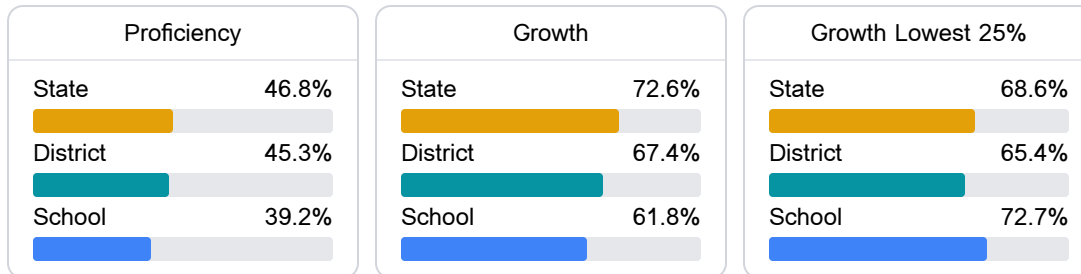 Proficiency
State 46.8%
District 45.3%
School 39.2%
Growth
State 72.6%
District 67.4%
School 61.8%
Growth Lowest 25%
State 68.6%
District 65.4%
School 72.7%